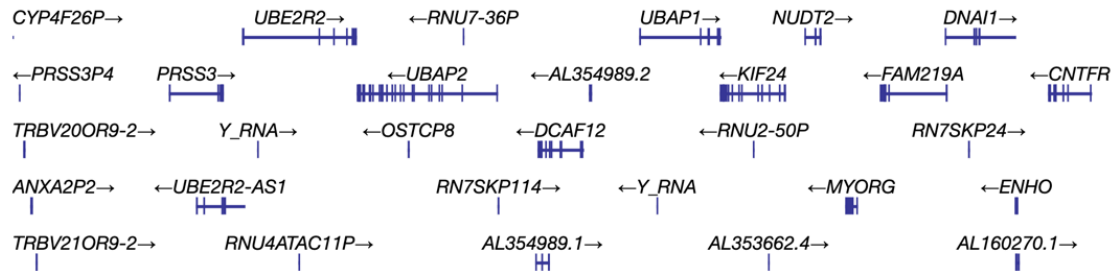 CYP4F26P→ UBE2R2→ ←RNU7-36P UBAP1→ NUDT2→ DNAI1→
←PRSS3P4 PRSS3→ ←UBAP2 ←AL354989.2 ←KIF24 ←FAM219A ←CNTFR
TRBV20OR9-2→ Y_RNA→ ←OSTCP8 ←DCAF12 ←RNU2-50P RN7SKP24→
ANXA2P2→ ←UBE2R2-AS1 RN7SKP114→ ←Y_RNA ←MYORG ←ENHO
TRBV21OR9-2→ RNU4ATAC11P→ AL354989.1→ AL353662.4→ AL160270.1→